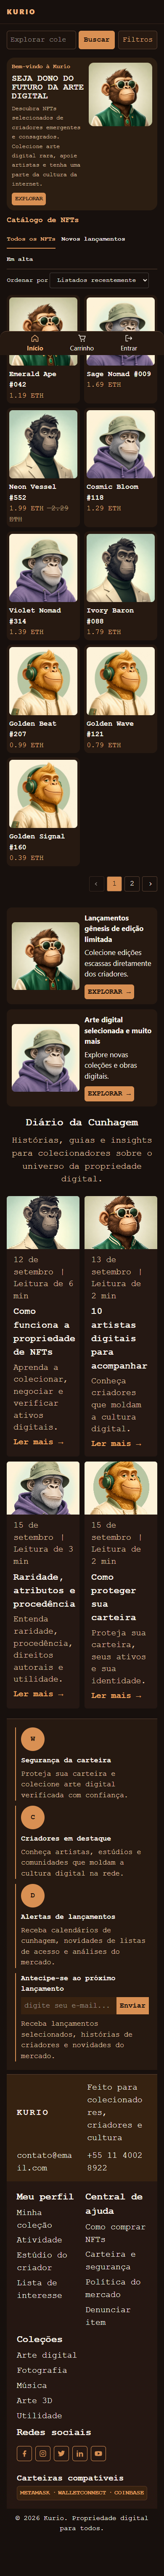 KURIO
Explorar cole
Buscar
Filtros
Bem-vindo à Kurio
SEJA DONO DO
FUTURO DA ARTE
DIGITAL
Descubra NFTs
selecionados de
criadores emergentes
e consagrados.
Colecione arte
digital rara, apoie
artistas e tenha uma
parte da cultura da
internet.
EXPLORAR
Catálogo de NFTs
Todos os NFTs
Novos lançamentos
Em alta
Ordenar por
Listados recentemente
Início
Carrinho
Entrar
Emerald Ape
#042
1.19 ETH
Sage Nomad #009
1.69 ETH
Neon Vessel
#552
1.99 ETH 2.29
ETH
Cosmic Bloom
#118
1.29 ETH
Violet Nomad
#314
1.39 ETH
Ivory Baron
#088
1.79 ETH
Golden Beat
#207
0.99 ETH
Golden Wave
#121
0.79 ETH
Golden Signal
#160
0.39 ETH
‹ 1 2 ›
Lançamentos
gênesis de edição
limitada
Colecione edições
escassas diretamente
dos criadores.
EXPLORAR →
Arte digital
selecionada e muito
mais
Explore novas
coleções e obras
digitais.
EXPLORAR →
Diário da Cunhagem
Histórias, guias e insights
para colecionadores sobre o
universo da propriedade
digital.
12 de
setembro |
Leitura de 6
min
Como
funciona a
propriedade
de NFTs
Aprenda a
colecionar,
negociar e
verificar
ativos
digitais.
Ler mais →
13 de
setembro |
Leitura de
2 min
10
artistas
digitais
para
acompanhar
Conheça
criadores
que moldam
a cultura
digital.
Ler mais →
15 de
setembro |
Leitura de 3
min
Raridade,
atributos e
procedência
Entenda
raridade,
procedência,
direitos
autorais e
utilidade.
Ler mais →
15 de
setembro |
Leitura de
2 min
Como
proteger
sua
carteira
Proteja sua
carteira,
seus ativos
e sua
identidade.
Ler mais →
W
Segurança da carteira
Proteja sua carteira e
colecione arte digital
verificada com confiança.
C
Criadores em destaque
Conheça artistas, estúdios e
comunidades que moldam a
cultura digital na rede.
D
Alertas de lançamentos
Receba calendários de
cunhagem, novidades de listas
de acesso e análises do
mercado.
Antecipe-se ao próximo
lançamento
digite seu e-mail...
Enviar
Receba lançamentos
selecionados, histórias de
criadores e novidades do
mercado.
KURIO
Feito para
colecionado
res,
criadores e
cultura
contato@ema
il.com
+55 11 4002
8922
Meu perfil
Minha
coleção
Atividade
Estúdio do
criador
Lista de
interesse
Central de
ajuda
Como comprar
NFTs
Carteira e
segurança
Política do
mercado
Denunciar
item
Coleções
Arte digital
Fotografia
Música
Arte 3D
Utilidade
Redes sociais
Carteiras compatíveis
METAMASK · WALLETCONNECT · COINBASE
© 2026 Kurio. Propriedade digital
para todos.